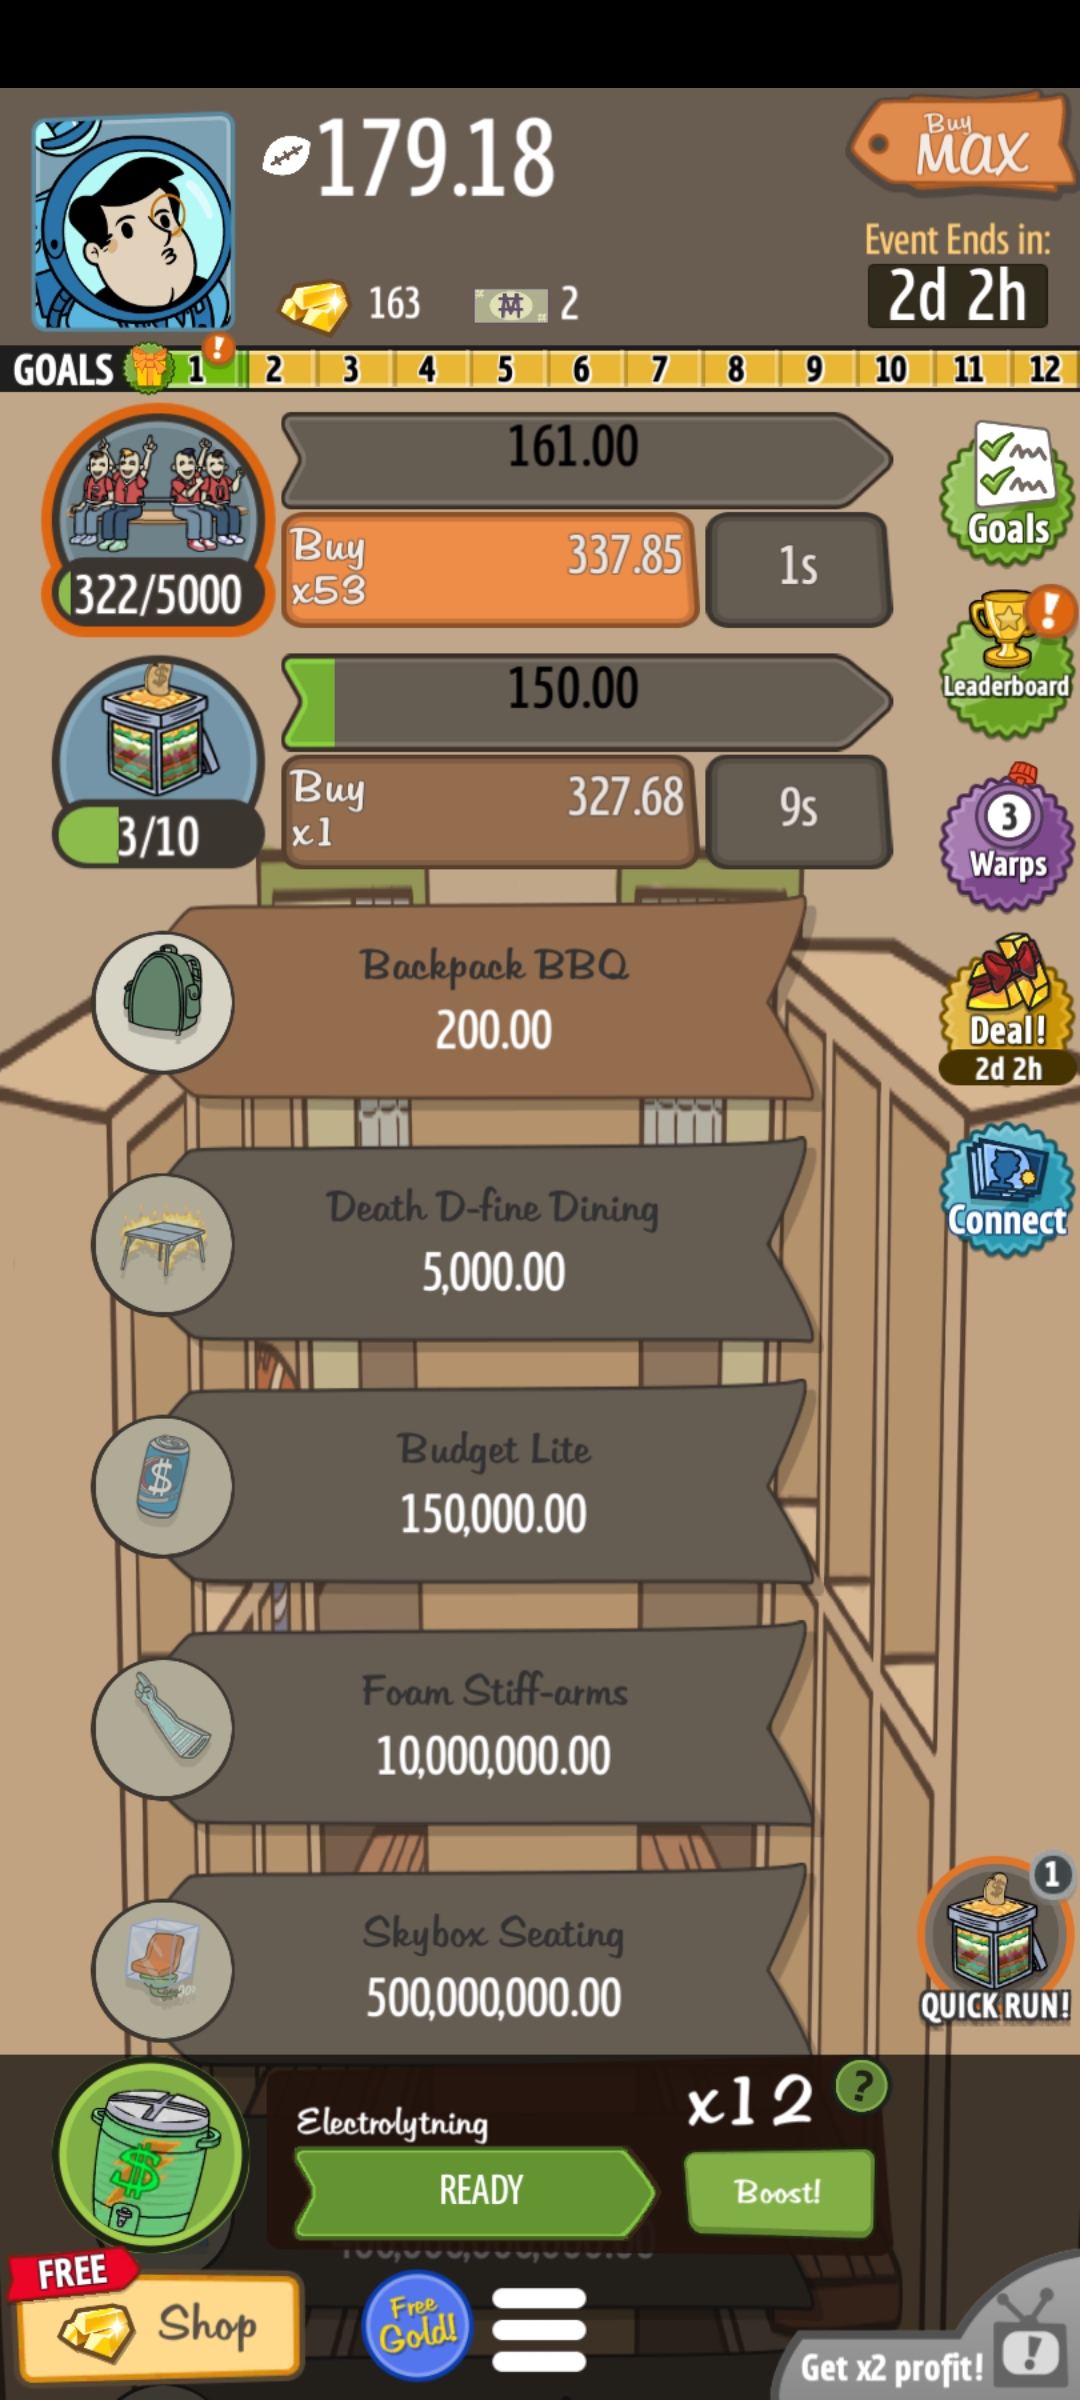 179.18
Buy
MAX
Event Ends in:
2d 2h
163
2
GOALS 1 ! 2 3 4 5 6 7 8 9 10 11 12
161.00
Buy
x53
337.85
1s
322/5000
Goals
150.00
Buy
x1
327.68
9s
3/10
!
Leaderboard
3
Warps
Backpack BBQ
200.00
Deal!
2d 2h
Death D-fine Dining
5,000.00
Connect
Budget Lite
150,000.00
$
Foam Stiff-arms
10,000,000.00
Skybox Seating
500,000,000.00
1
QUICK RUN!
Electrolytning
x12
?
READY
Boost!
$
FREE
Shop
Free
Gold!
Get x2 profit!
!